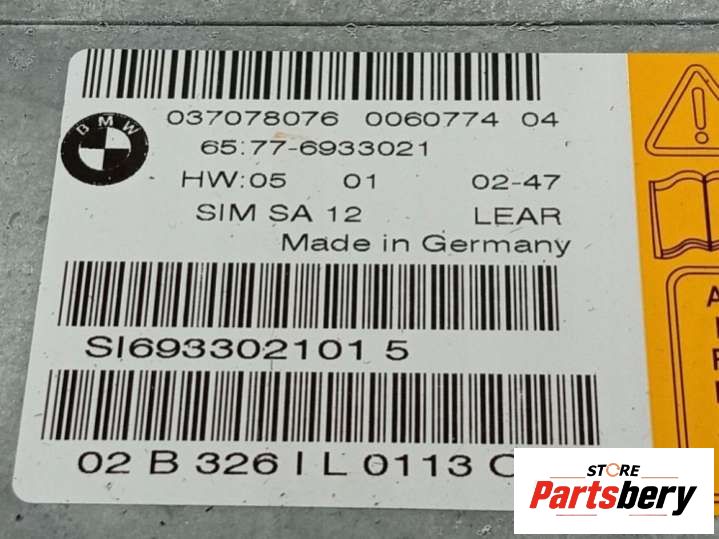 BMW
037078076 0060774 04
65.77-6933021
HW:05 01 02-47
SIM SA 12 LEAR
Made in Germany
SI693302101 5
02 B 326 I L 0113
STORE
Partsbery